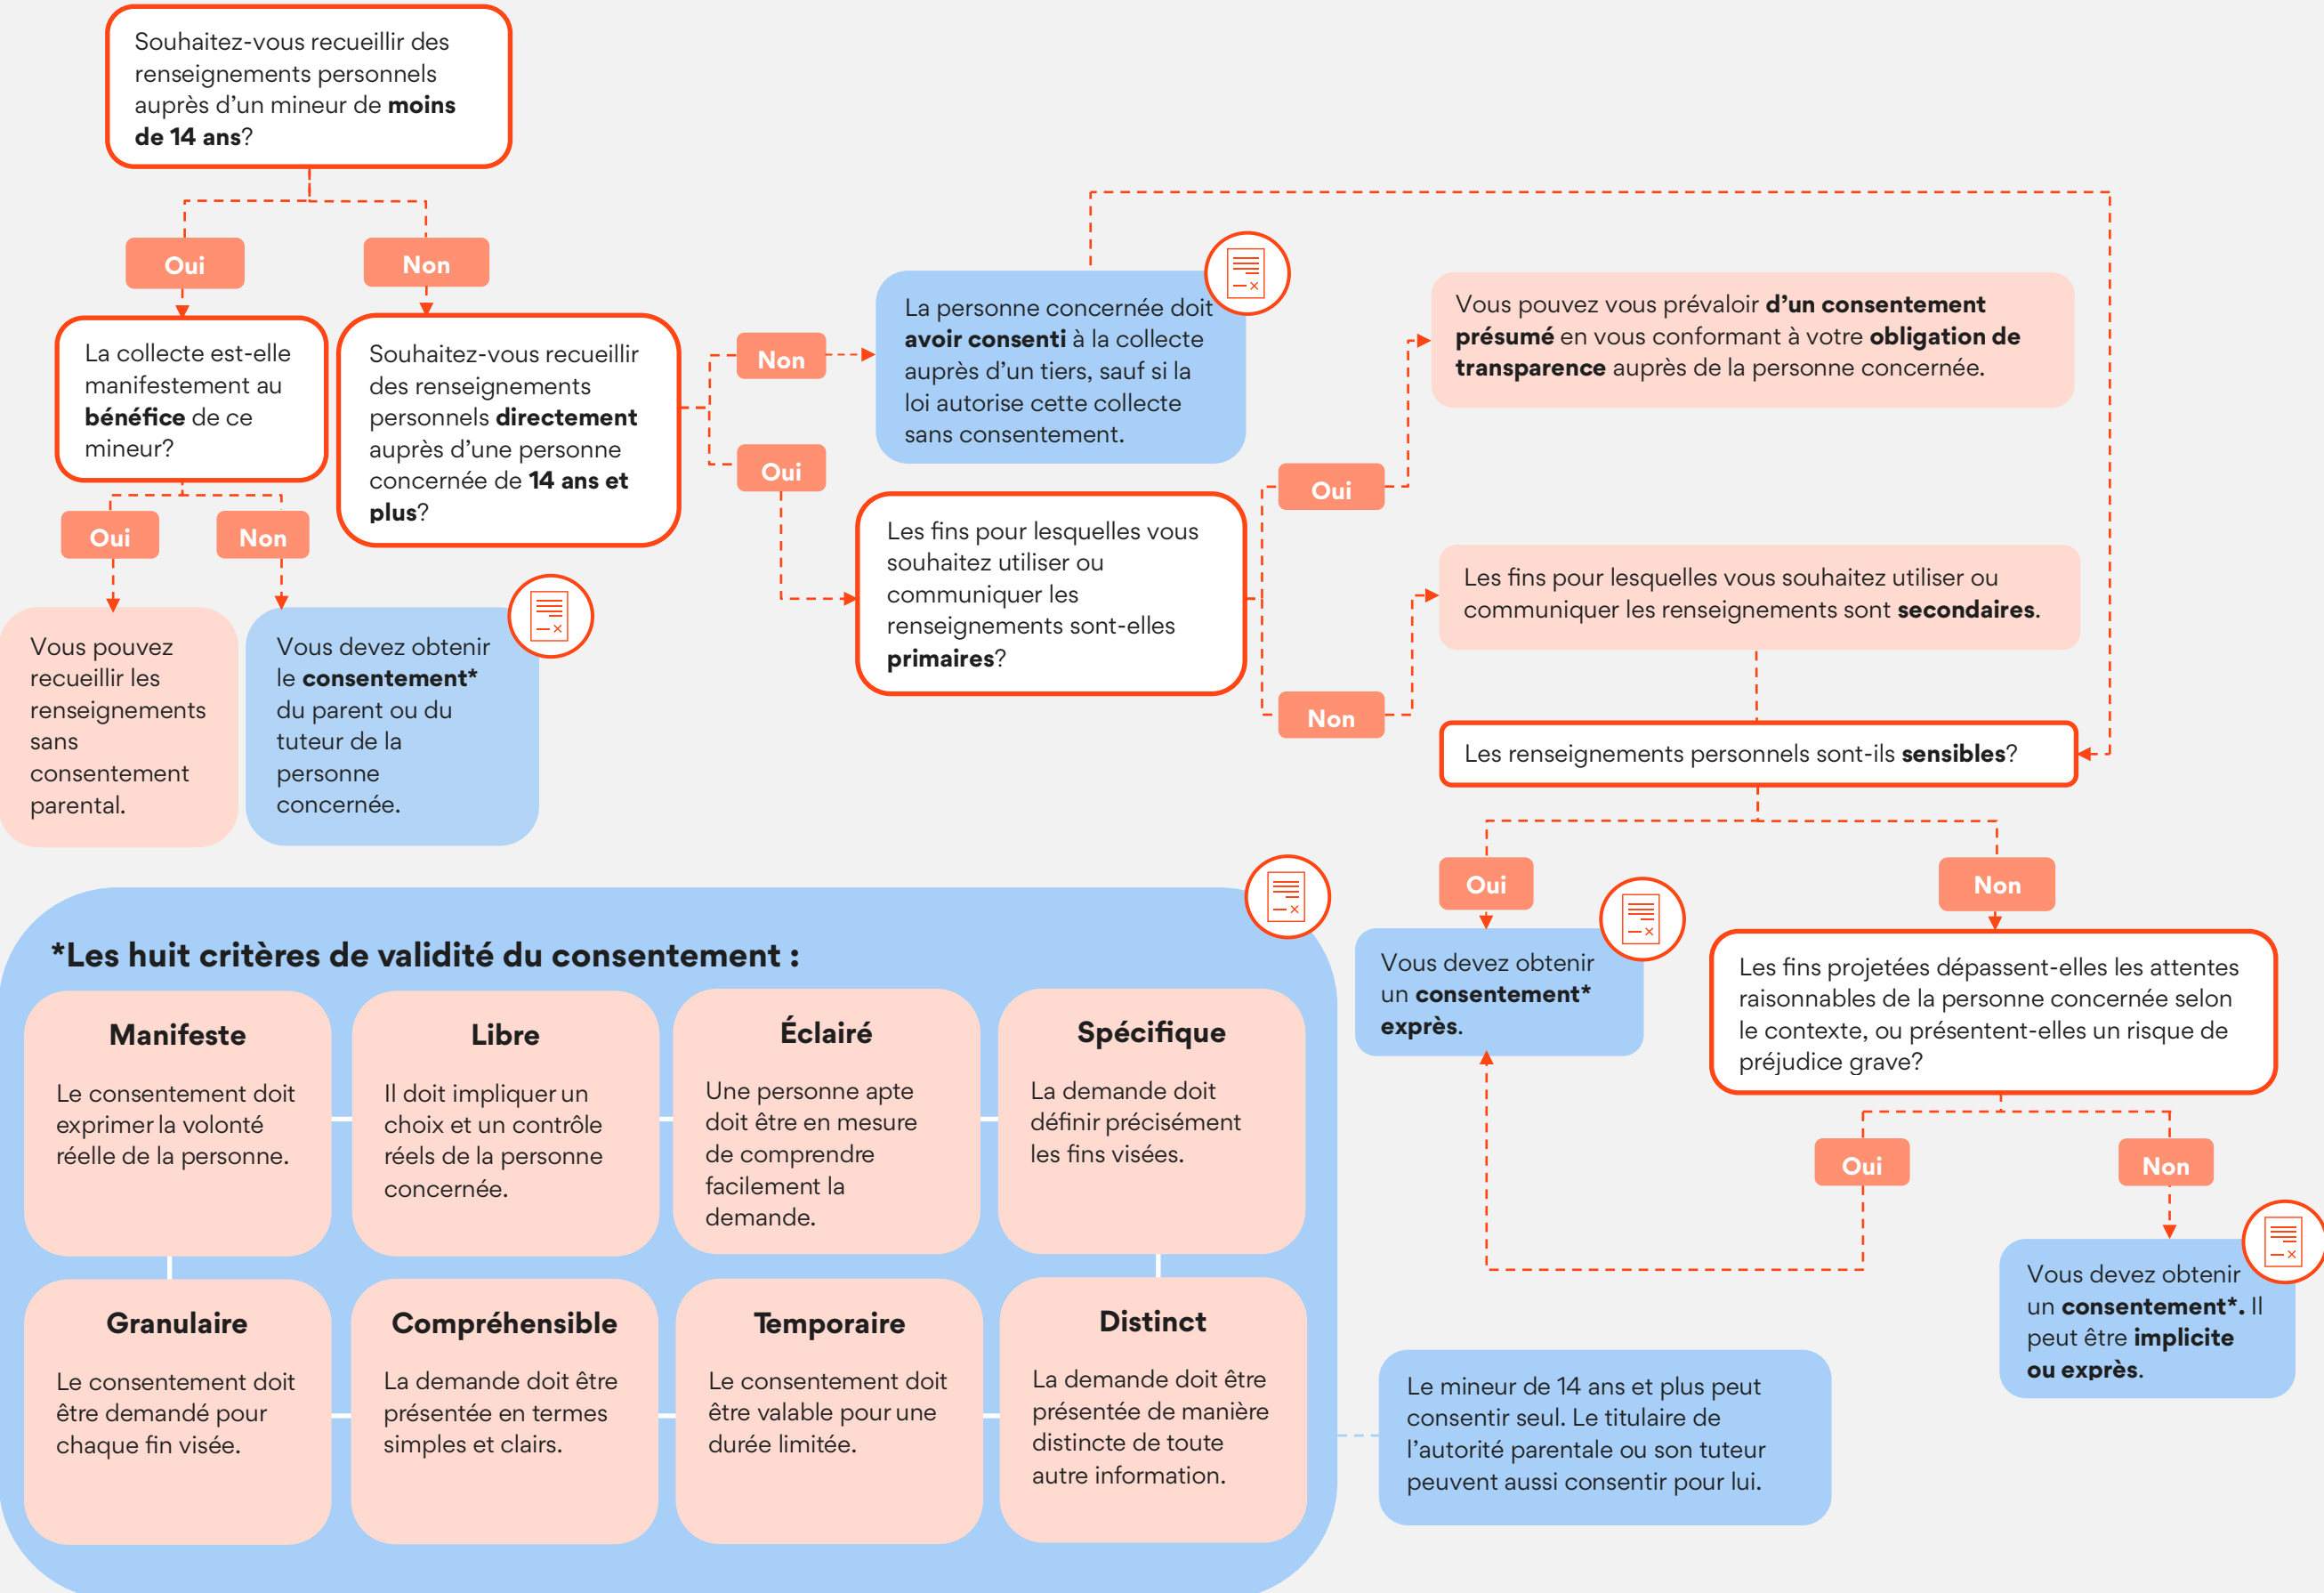 Souhaitez-vous recueillir des
renseignements personnels
auprès d’un mineur de moins
de 14 ans?
Oui
Non
La collecte est-elle
manifestement au
bénéfice de ce
mineur?
Oui
Non
Vous pouvez
recueillir les
renseignements
sans
consentement
parental.
Vous devez obtenir
le consentement*
du parent ou du
tuteur de la
personne
concernée.
Souhaitez-vous recueillir
des renseignements
personnels directement
auprès d’une personne
concernée de 14 ans et
plus?
Non
Oui
La personne concernée doit
avoir consenti à la collecte
auprès d’un tiers, sauf si la
loi autorise cette collecte
sans consentement.
Les fins pour lesquelles vous
souhaitez utiliser ou
communiquer les
renseignements sont-elles
primaires?
Oui
Non
Vous pouvez vous prévaloir d’un consentement
présumé en vous conformant à votre obligation de
transparence auprès de la personne concernée.
Les fins pour lesquelles vous souhaitez utiliser ou
communiquer les renseignements sont secondaires.
Les renseignements personnels sont-ils sensibles?
Oui
Non
Vous devez obtenir
un consentement*
exprès.
Les fins projetées dépassent-elles les attentes
raisonnables de la personne concernée selon
le contexte, ou présentent-elles un risque de
préjudice grave?
Oui
Non
Vous devez obtenir
un consentement*. Il
peut être implicite
ou exprès.
*Les huit critères de validité du consentement :
Manifeste
Le consentement doit
exprimer la volonté
réelle de la personne.
Libre
Il doit impliquer un
choix et un contrôle
réels de la personne
concernée.
Éclairé
Une personne apte
doit être en mesure
de comprendre
facilement la
demande.
Spécifique
La demande doit
définir précisément
les fins visées.
Granulaire
Le consentement doit
être demandé pour
chaque fin visée.
Compréhensible
La demande doit être
présentée en termes
simples et clairs.
Temporaire
Le consentement doit
être valable pour une
durée limitée.
Distinct
La demande doit être
présentée de manière
distincte de toute
autre information.
Le mineur de 14 ans et plus peut
consentir seul. Le titulaire de
l’autorité parentale ou son tuteur
peuvent aussi consentir pour lui.